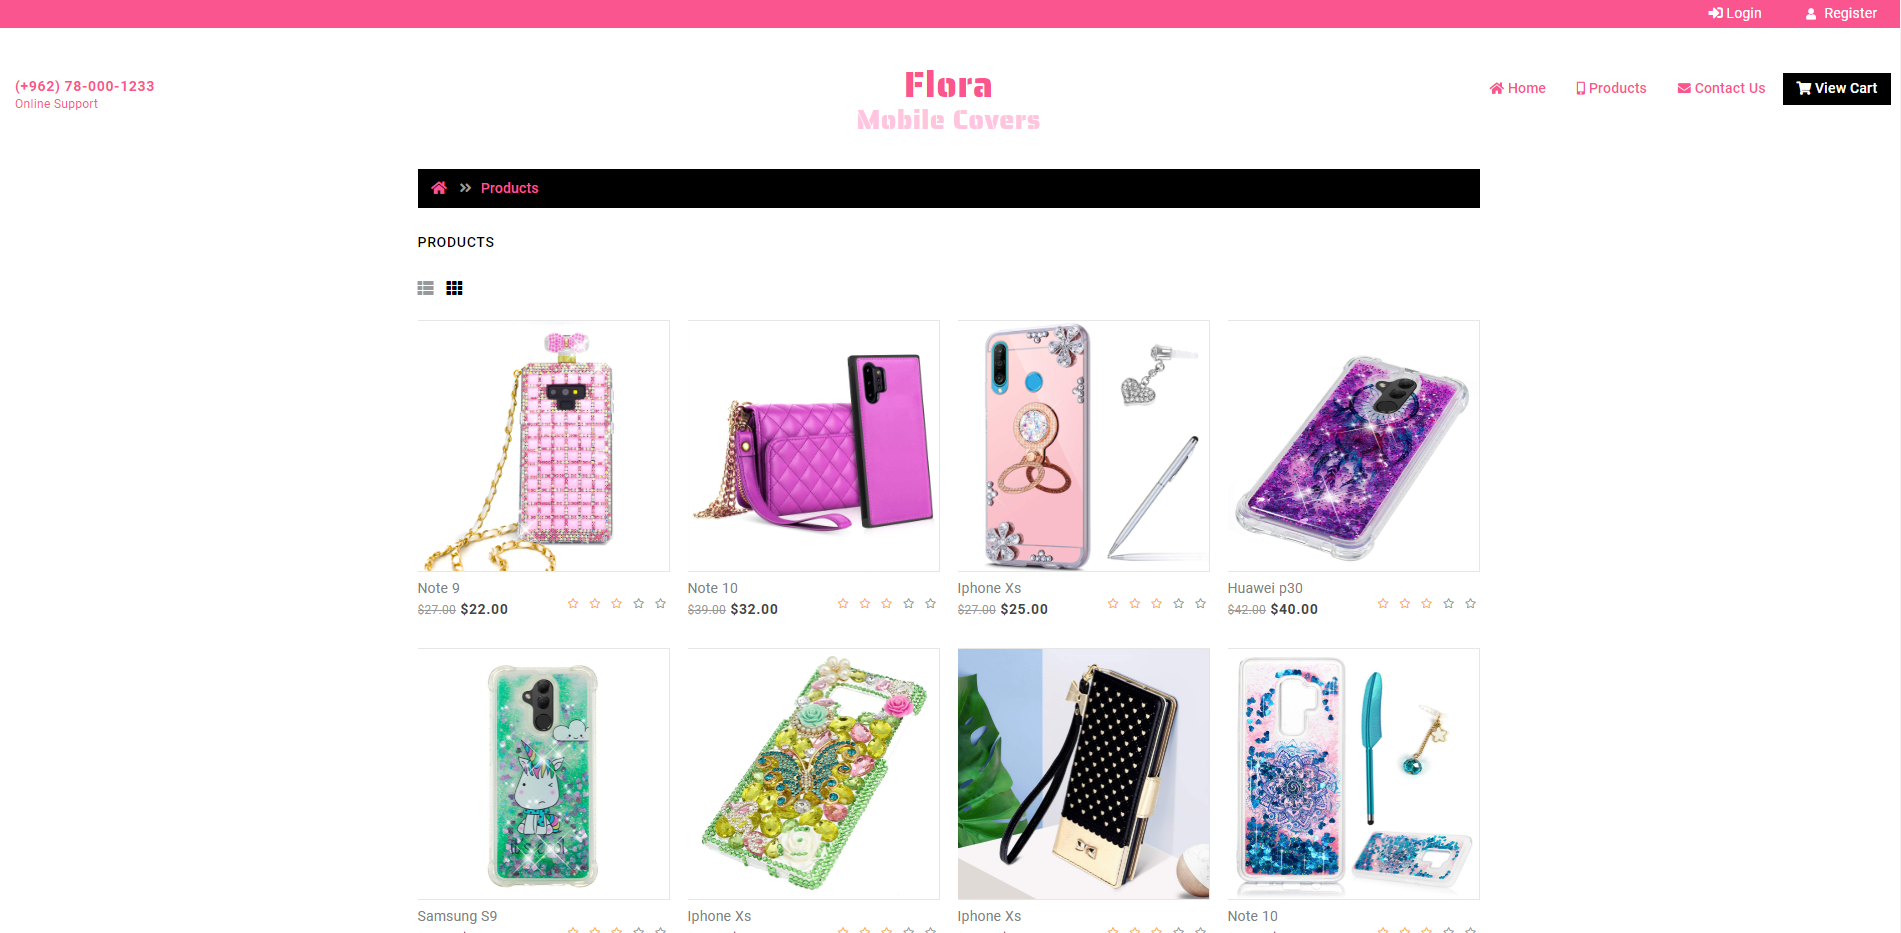 Login Register
(+962) 78-000-1233
Online Support
Flora
Mobile Covers
Home Products Contact Us View Cart
Products
PRODUCTS
Note 9
$27.00 $22.00
Note 10
$39.00 $32.00
Iphone Xs
$27.00 $25.00
Huawei p30
$42.00 $40.00
Samsung S9
Iphone Xs
Iphone Xs
Note 10